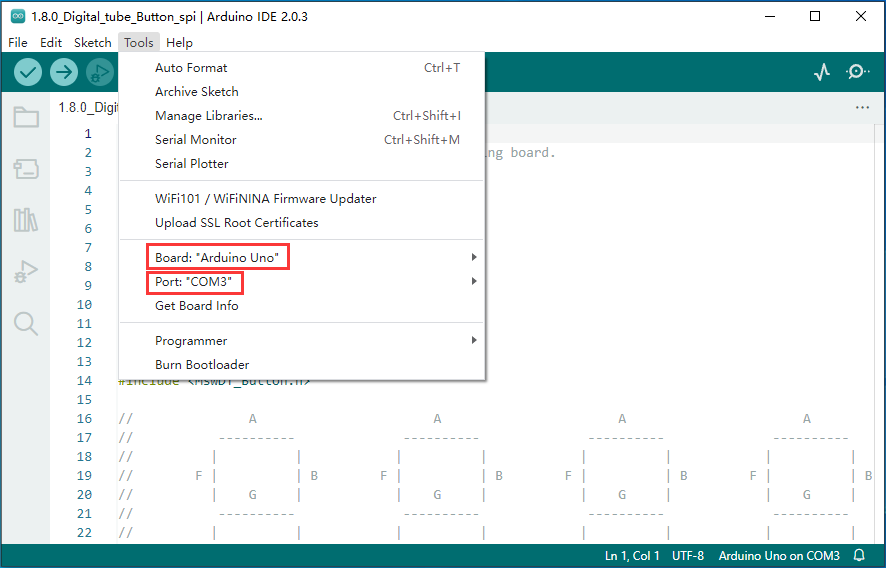 1.8.0_Digital_tube_Button_spi | Arduino IDE 2.0.3
File Edit Sketch Tools Help
1.8.0_Digit
...
Auto Format Ctrl+T
Archive Sketch
Manage Libraries... Ctrl+Shift+I
Serial Monitor Ctrl+Shift+M
Serial Plotter
WiFi101 / WiFiNINA Firmware Updater
Upload SSL Root Certificates
Board: "Arduino Uno"
Port: "COM3"
Get Board Info
Programmer
Burn Bootloader
1
2 ng board.
3
4
5
6
7
8
9
10
11
12
13
14 #include <MswDT_Button.h>
15
16 // A A A A
17 // ---------- ---------- ---------- ----------
18 // | | | | | | | |
19 // F | | B F | | B F | | B F | | B
20 // | G | | G | | G | | G |
21 // ---------- ---------- ---------- ----------
22 // | | | | | | | |
Ln 1, Col 1 UTF-8 Arduino Uno on COM3